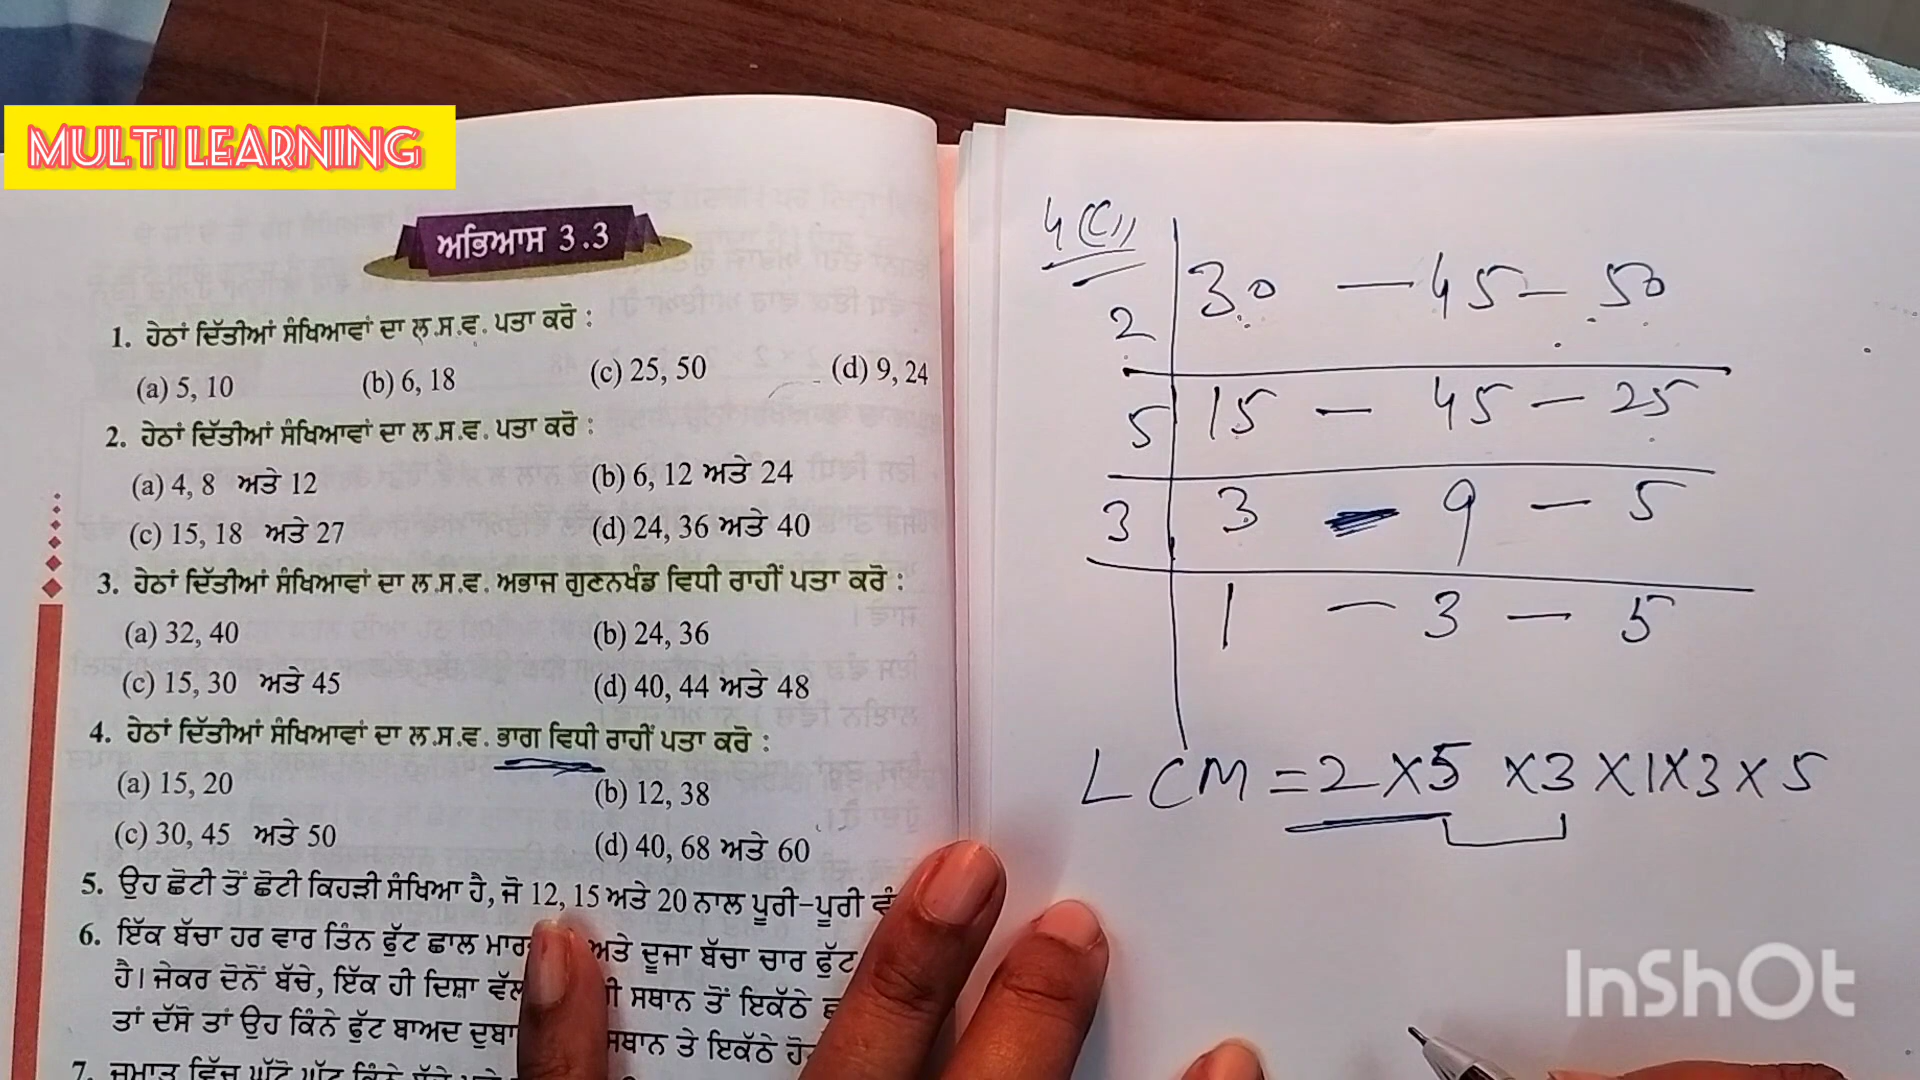 MULTI LEARNING
ਅਭਿਆਸ 3.3
1. ਹੇਠਾਂ ਦਿੱਤੀਆਂ ਸੰਖਿਆਵਾਂ ਦਾ ਲ.ਸ.ਵ. ਪਤਾ ਕਰੋ :
(a) 5, 10 (b) 6, 18 (c) 25, 50 (d) 9, 24
2. ਹੇਠਾਂ ਦਿੱਤੀਆਂ ਸੰਖਿਆਵਾਂ ਦਾ ਲ.ਸ.ਵ. ਪਤਾ ਕਰੋ :
(a) 4, 8 ਅਤੇ 12 (b) 6, 12 ਅਤੇ 24
(c) 15, 18 ਅਤੇ 27 (d) 24, 36 ਅਤੇ 40
3. ਹੇਠਾਂ ਦਿੱਤੀਆਂ ਸੰਖਿਆਵਾਂ ਦਾ ਲ.ਸ.ਵ. ਅਭਾਜ ਗੁਣਨਖੰਡ ਵਿਧੀ ਰਾਹੀਂ ਪਤਾ ਕਰੋ :
(a) 32, 40 (b) 24, 36
(c) 15, 30 ਅਤੇ 45 (d) 40, 44 ਅਤੇ 48
4. ਹੇਠਾਂ ਦਿੱਤੀਆਂ ਸੰਖਿਆਵਾਂ ਦਾ ਲ.ਸ.ਵ. ਭਾਗ ਵਿਧੀ ਰਾਹੀਂ ਪਤਾ ਕਰੋ :
(a) 15, 20 (b) 12, 38
(c) 30, 45 ਅਤੇ 50 (d) 40, 68 ਅਤੇ 60
5. ਉਹ ਛੋਟੀ ਤੋਂ ਛੋਟੀ ਕਿਹੜੀ ਸੰਖਿਆ ਹੈ, ਜੋ 12, 15 ਅਤੇ 20 ਨਾਲ ਪੂਰੀ-ਪੂਰੀ
6. ਇੱਕ ਬੱਚਾ ਹਰ ਵਾਰ ਤਿੰਨ ਫੁੱਟ ਛਾਲ ਅਤੇ ਦੂਜਾ ਬੱਚਾ ਚਾਰ ਫੁੱਟ
ਹੈ। ਜੇਕਰ ਦੋਨੋਂ ਬੱਚੇ, ਇੱਕ ਹੀ ਦਿਸ਼ਾ ਸਥਾਨ ਤੋਂ ਇਕੱਠੇ
ਤਾਂ ਦੱਸੋ ਤਾਂ ਉਹ ਕਿੰਨੇ ਫੁੱਟ ਬਾਅਦ ਸਥਾਨ ਤੇ ਇਕੱਠੇ
7. ਜਮਾਤ ਵਿੱਚ ਘੱਟੋ ਘੱਟ ਕਿੰਨੇ
4(C)
2 30 — 45 — 50
5 15 — 45 — 25
3 3 — 9 — 5
1 — 3 — 5
LCM = 2 × 5 × 3 × 1 × 3 × 5
InShOt